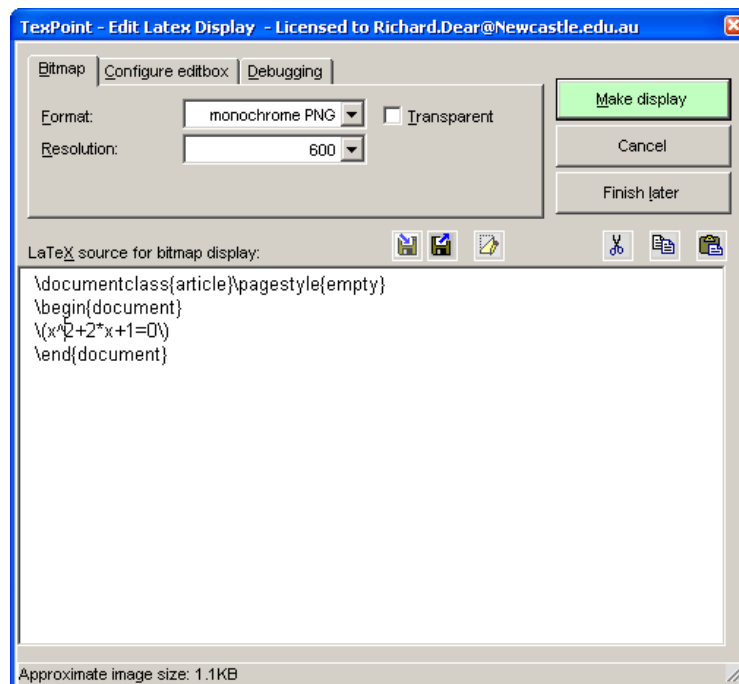 TexPoint - Edit Latex Display - Licensed to Richard.Dear@Newcastle.edu.au
Bitmap Configure editbox Debugging
Format: monochrome PNG Transparent
Resolution: 600
Make display
Cancel
Finish later
LaTeX source for bitmap display:
\documentclass{article}\pagestyle{empty}
\begin{document}
\(x^2+2*x+1=0\)
\end{document}
Approximate image size: 1.1KB